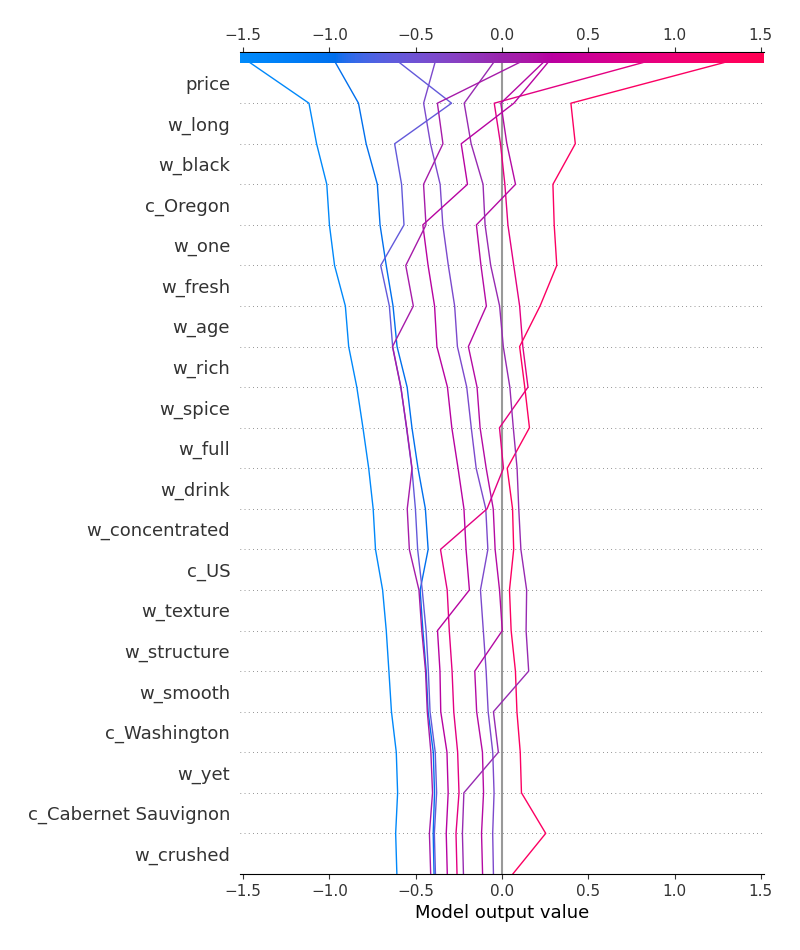 −1.5 −1.0 −0.5 0.0 0.5 1.0 1.5
price
w_long
w_black
c_Oregon
w_one
w_fresh
w_age
w_rich
w_spice
w_full
w_drink
w_concentrated
c_US
w_texture
w_structure
w_smooth
c_Washington
w_yet
c_Cabernet Sauvignon
w_crushed
−1.5 −1.0 −0.5 0.0 0.5 1.0 1.5
Model output value